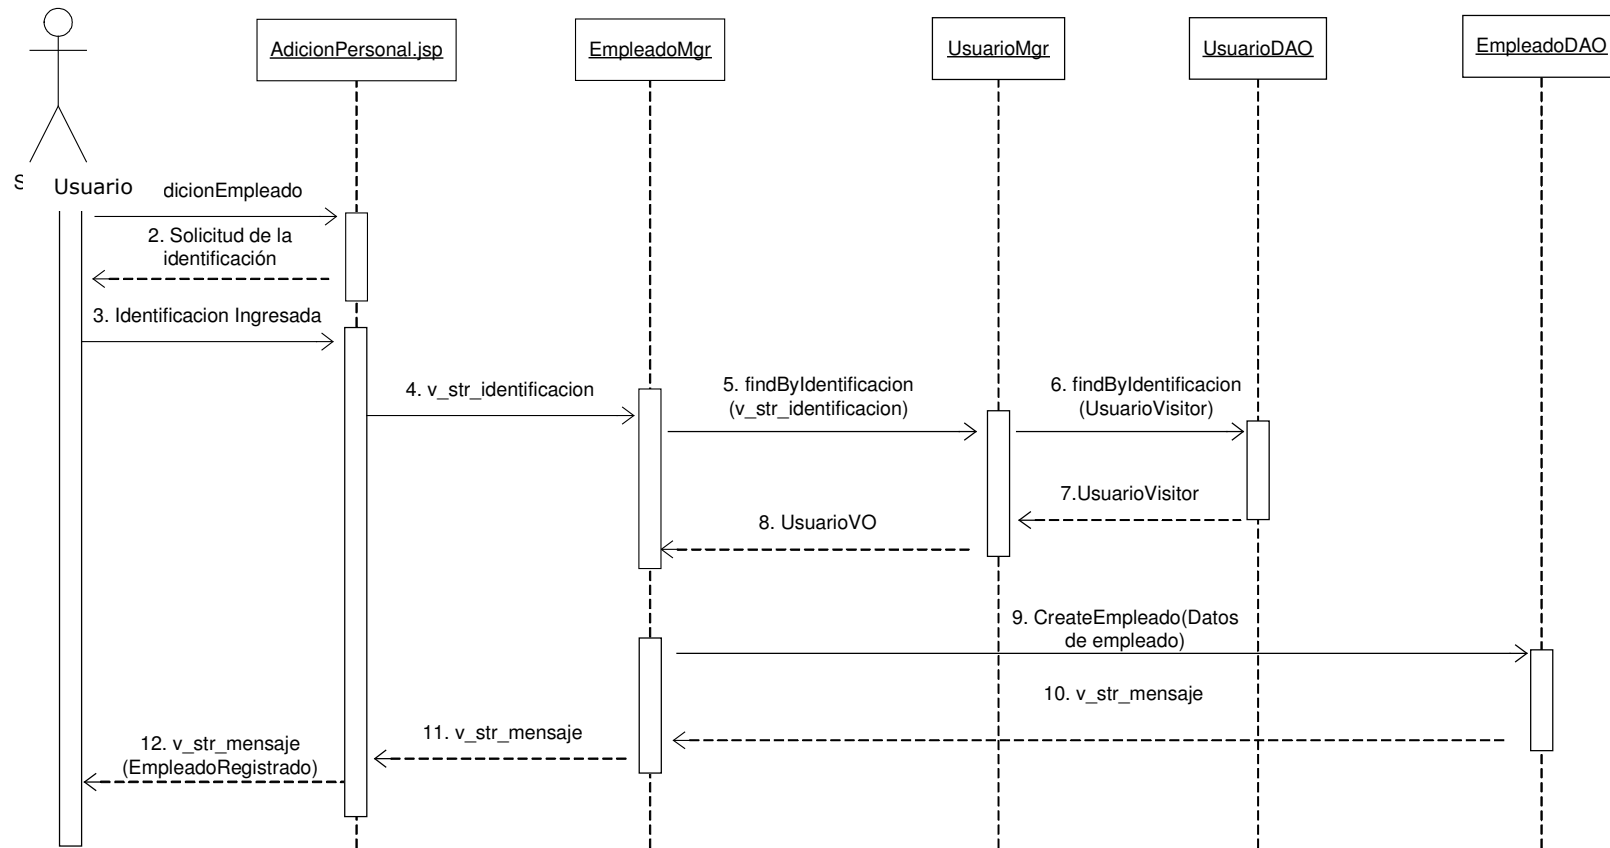 AdicionPersonal.jsp
EmpleadoMgr
UsuarioMgr
UsuarioDAO
EmpleadoDAO
S
Usuario
dicionEmpleado
2. Solicitud de la
identificación
3. Identificacion Ingresada
4. v_str_identificacion
5. findByIdentificacion
(v_str_identificacion)
6. findByIdentificacion
(UsuarioVisitor)
7.UsuarioVisitor
8. UsuarioVO
9. CreateEmpleado(Datos
de empleado)
10. v_str_mensaje
11. v_str_mensaje
12. v_str_mensaje
(EmpleadoRegistrado)